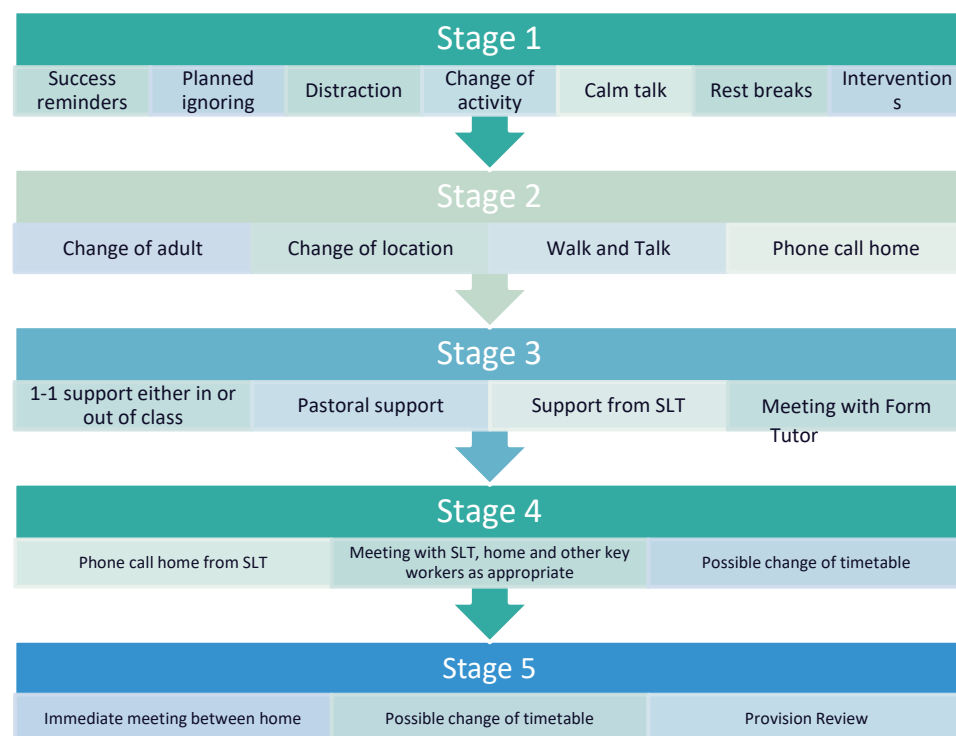 Stage 1
Success
reminders
Planned
ignoring
Distraction
Change of
activity
Calm talk
Rest breaks
Intervention
s
Stage 2
Change of adult
Change of location
Walk and Talk
Phone call home
Stage 3
1-1 support either in or
out of class
Pastoral support
Support from SLT
Meeting with Form
Tutor
Stage 4
Phone call home from SLT
Meeting with SLT, home and other key
workers as appropriate
Possible change of timetable
Stage 5
Immediate meeting between home
Possible change of timetable
Provision Review